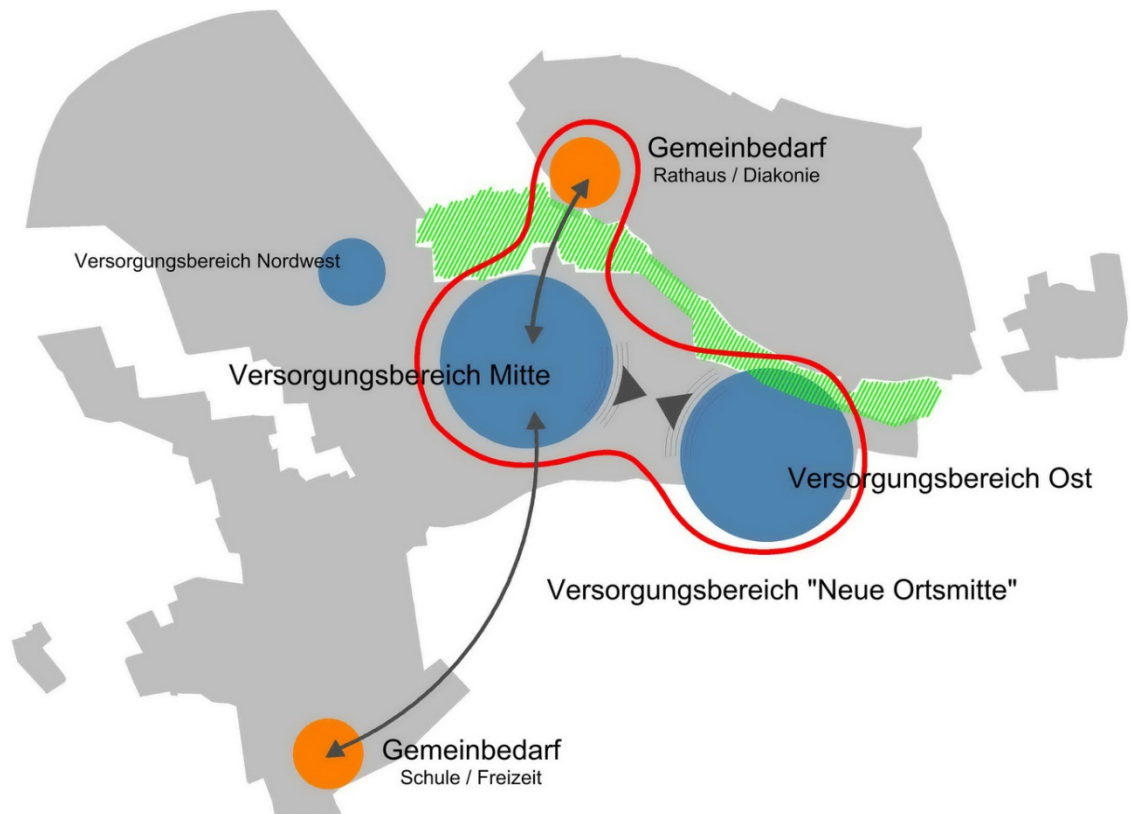 Gemeinbedarf
Rathaus / Diakonie
Versorgungsbereich Nordwest
Versorgungsbereich Mitte
Versorgungsbereich Ost
Versorgungsbereich "Neue Ortsmitte"
Gemeinbedarf
Schule / Freizeit